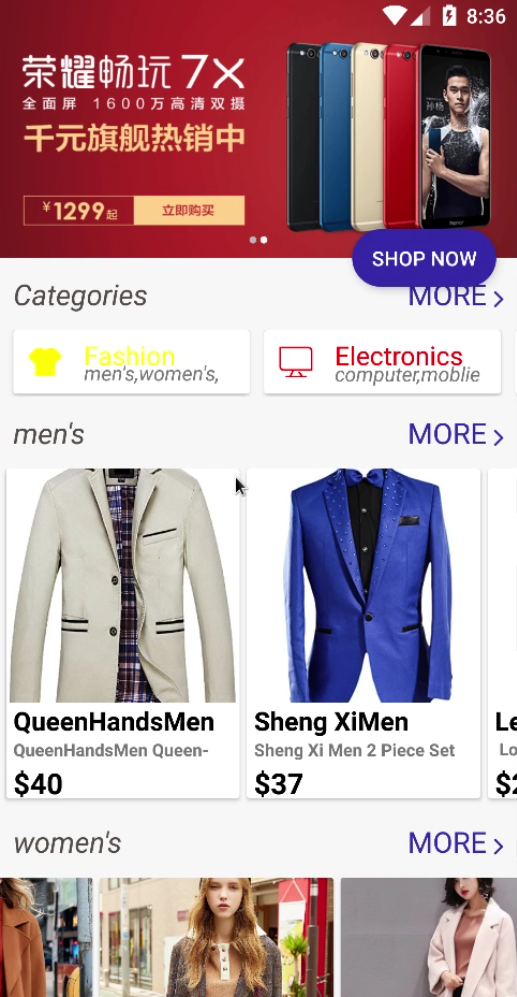 8:36
荣耀畅玩7X
全面屏 1600万高清双摄
千元旗舰热销中
孙杨
¥1299起 立即购买
honor
SHOP NOW
Categories MORE
Fashion
men's,women's,
Electronics
computer,moblie
men's MORE
QueenHandsMen
QueenHandsMen Queen-
$40
Sheng XiMen
Sheng Xi Men 2 Piece Set
$37
Le
Lo
$2
women's MORE